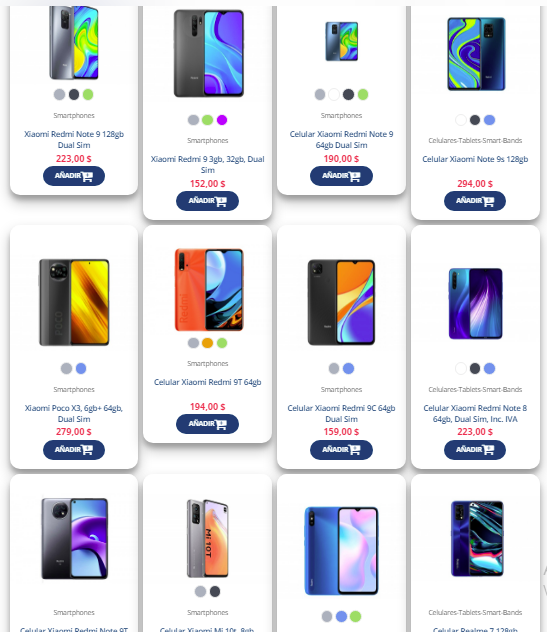 Smartphones
Xiaomi Redmi Note 9 128gb
Dual Sim
223,00 $
AÑADIR
Smartphones
Xiaomi Redmi 9 3gb, 32gb, Dual
Sim
152,00 $
AÑADIR
Smartphones
Celular Xiaomi Redmi Note 9
64gb Dual Sim
190,00 $
AÑADIR
Celulares-Tablets-Smart-Bands
Celular Xiaomi Note 9s 128gb
294,00 $
AÑADIR
Smartphones
Xiaomi Poco X3, 6gb+ 64gb,
Dual Sim
279,00 $
AÑADIR
Smartphones
Celular Xiaomi Redmi 9T 64gb
194,00 $
AÑADIR
Smartphones
Celular Xiaomi Redmi 9C 64gb
Dual Sim
159,00 $
AÑADIR
Celulares-Tablets-Smart-Bands
Celular Xiaomi Redmi Note 8
64gb, Dual Sim, Inc. IVA
223,00 $
AÑADIR
Smartphones
Celular Xiaomi Redmi Note 9T
Mi 10T
Smartphones
Celular Xiaomi Mi 10t, 8gb
Celulares-Tablets-Smart-Bands
Celular Realme 7 128gb